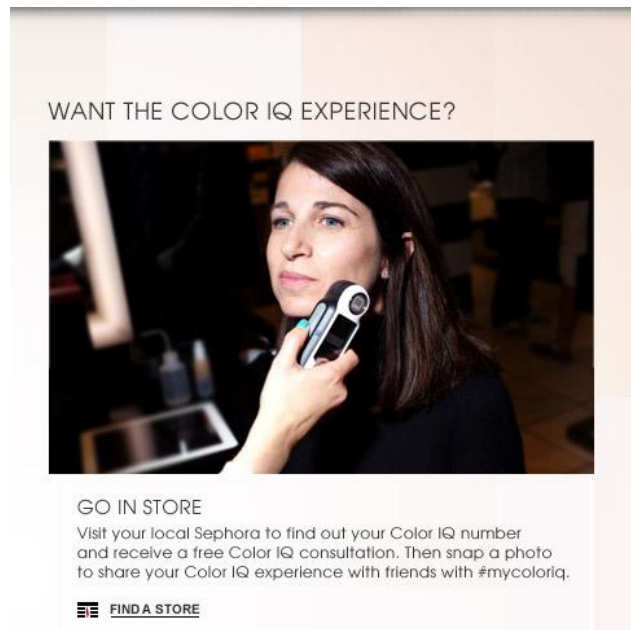 WANT THE COLOR IQ EXPERIENCE?
GO IN STORE
Visit your local Sephora to find out your Color IQ number
and receive a free Color IQ consultation. Then snap a photo
to share your Color IQ experience with friends with #mycoloriq.
FIND A STORE